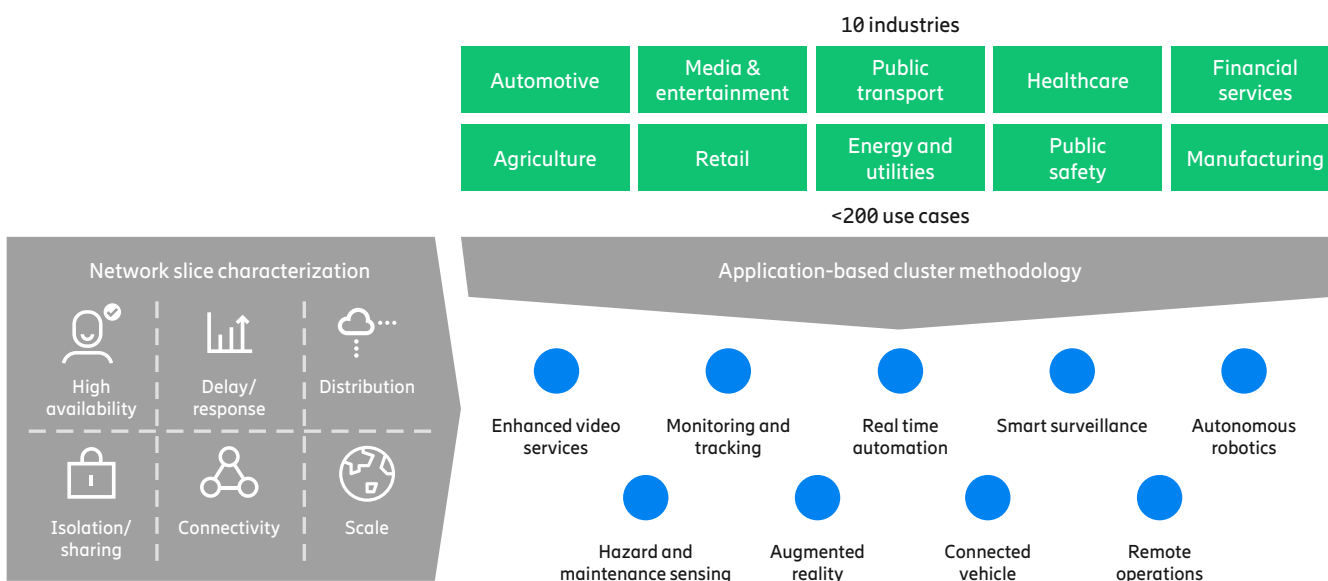 10 industries
Automotive
Media &
entertainment
Public
transport
Healthcare
Financial
services
Agriculture
Retail
Energy and
utilities
Public
safety
Manufacturing
<200 use cases
Network slice characterization
High
availability
Delay/
response
Distribution
Isolation/
sharing
Connectivity
Scale
Application-based cluster methodology
Enhanced video
services
Monitoring and
tracking
Real time
automation
Smart surveillance
Autonomous
robotics
Hazard and
maintenance sensing
Augmented
reality
Connected
vehicle
Remote
operations